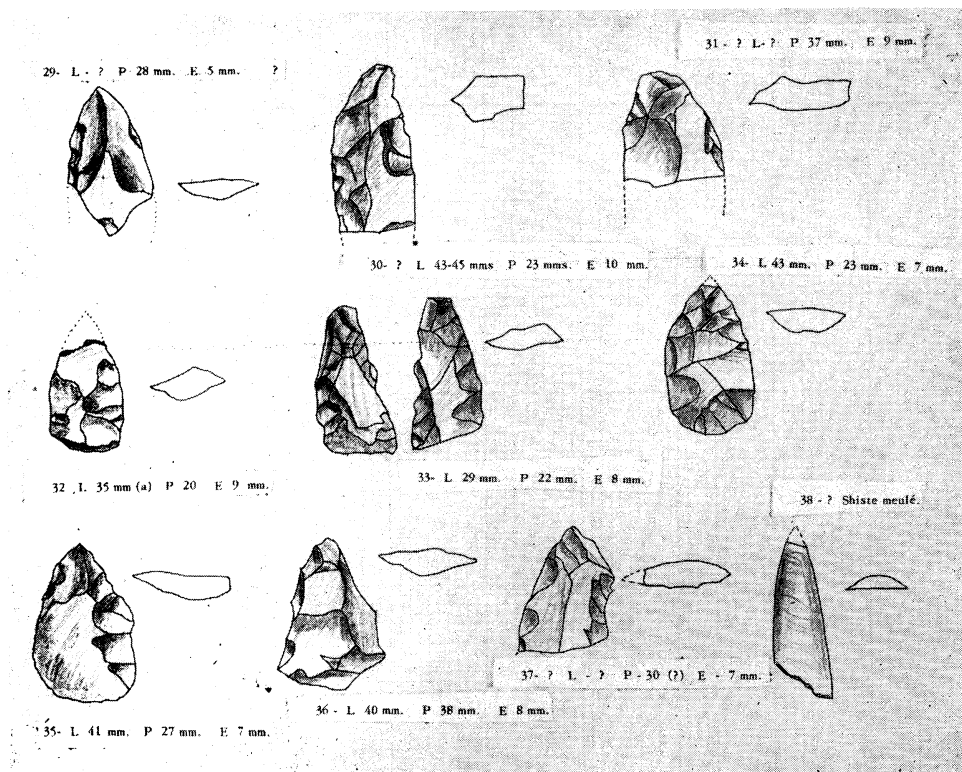 31 - ? L- ? P 37 mm. E 9 mm.
29- L - ? P 28 mm. E 5 mm. ?
30- ? L 43-45 mms P 23 mms. E 10 mm.
34- L 43 mm. P 23 mm. E 7 mm.
32 L 35 mm (a) P 20 E 9 mm.
33- L 29 mm. P 22 mm. E 8 mm.
38 - ? Shiste meulé.
37- ? L - ? P - 30 (?) E - 7 mm.
36 - L 40 mm. P 38 mm. E 8 mm.
35- L 41 mm. P 27 mm. E 7 mm.